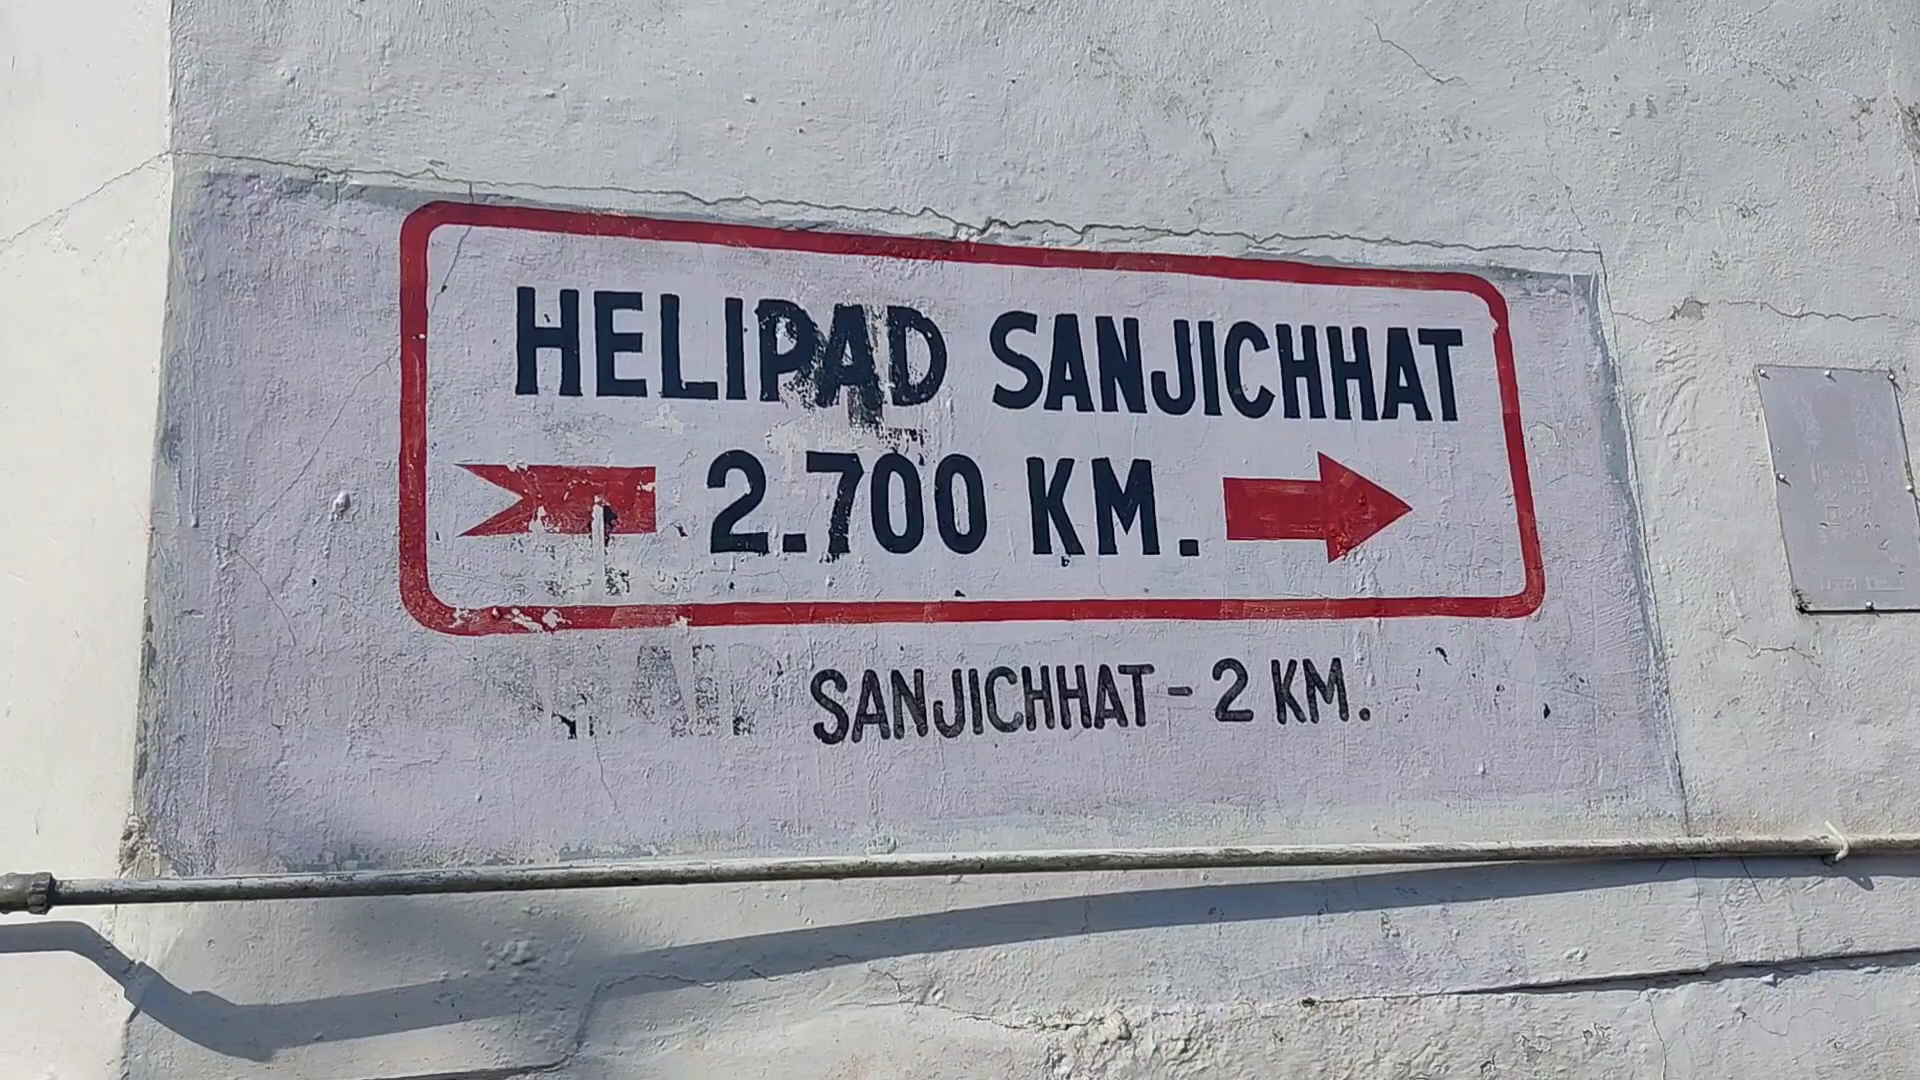 HELIPAD SANJICHHAT
2.700 KM.
SANJICHHAT - 2 KM.